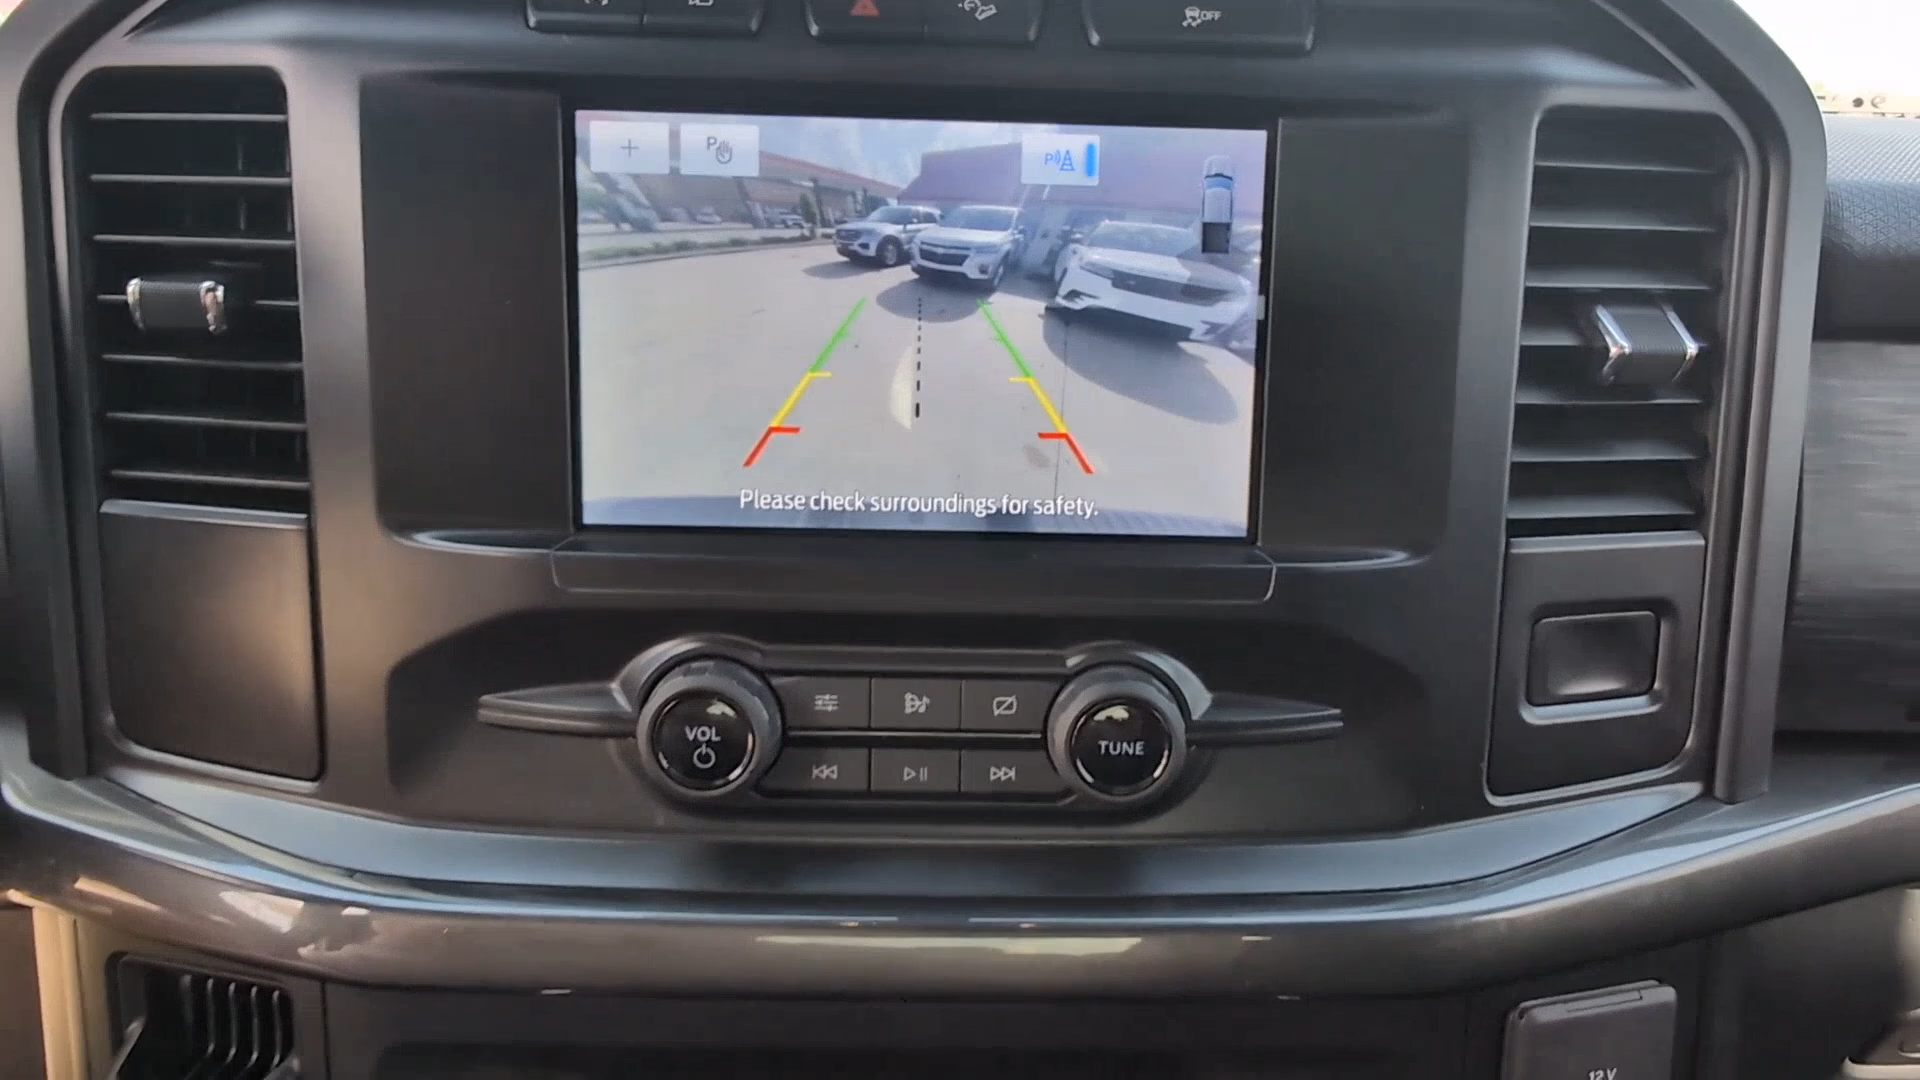 OFF
P
P
Please check surroundings for safety.
VOL
TUNE
12V